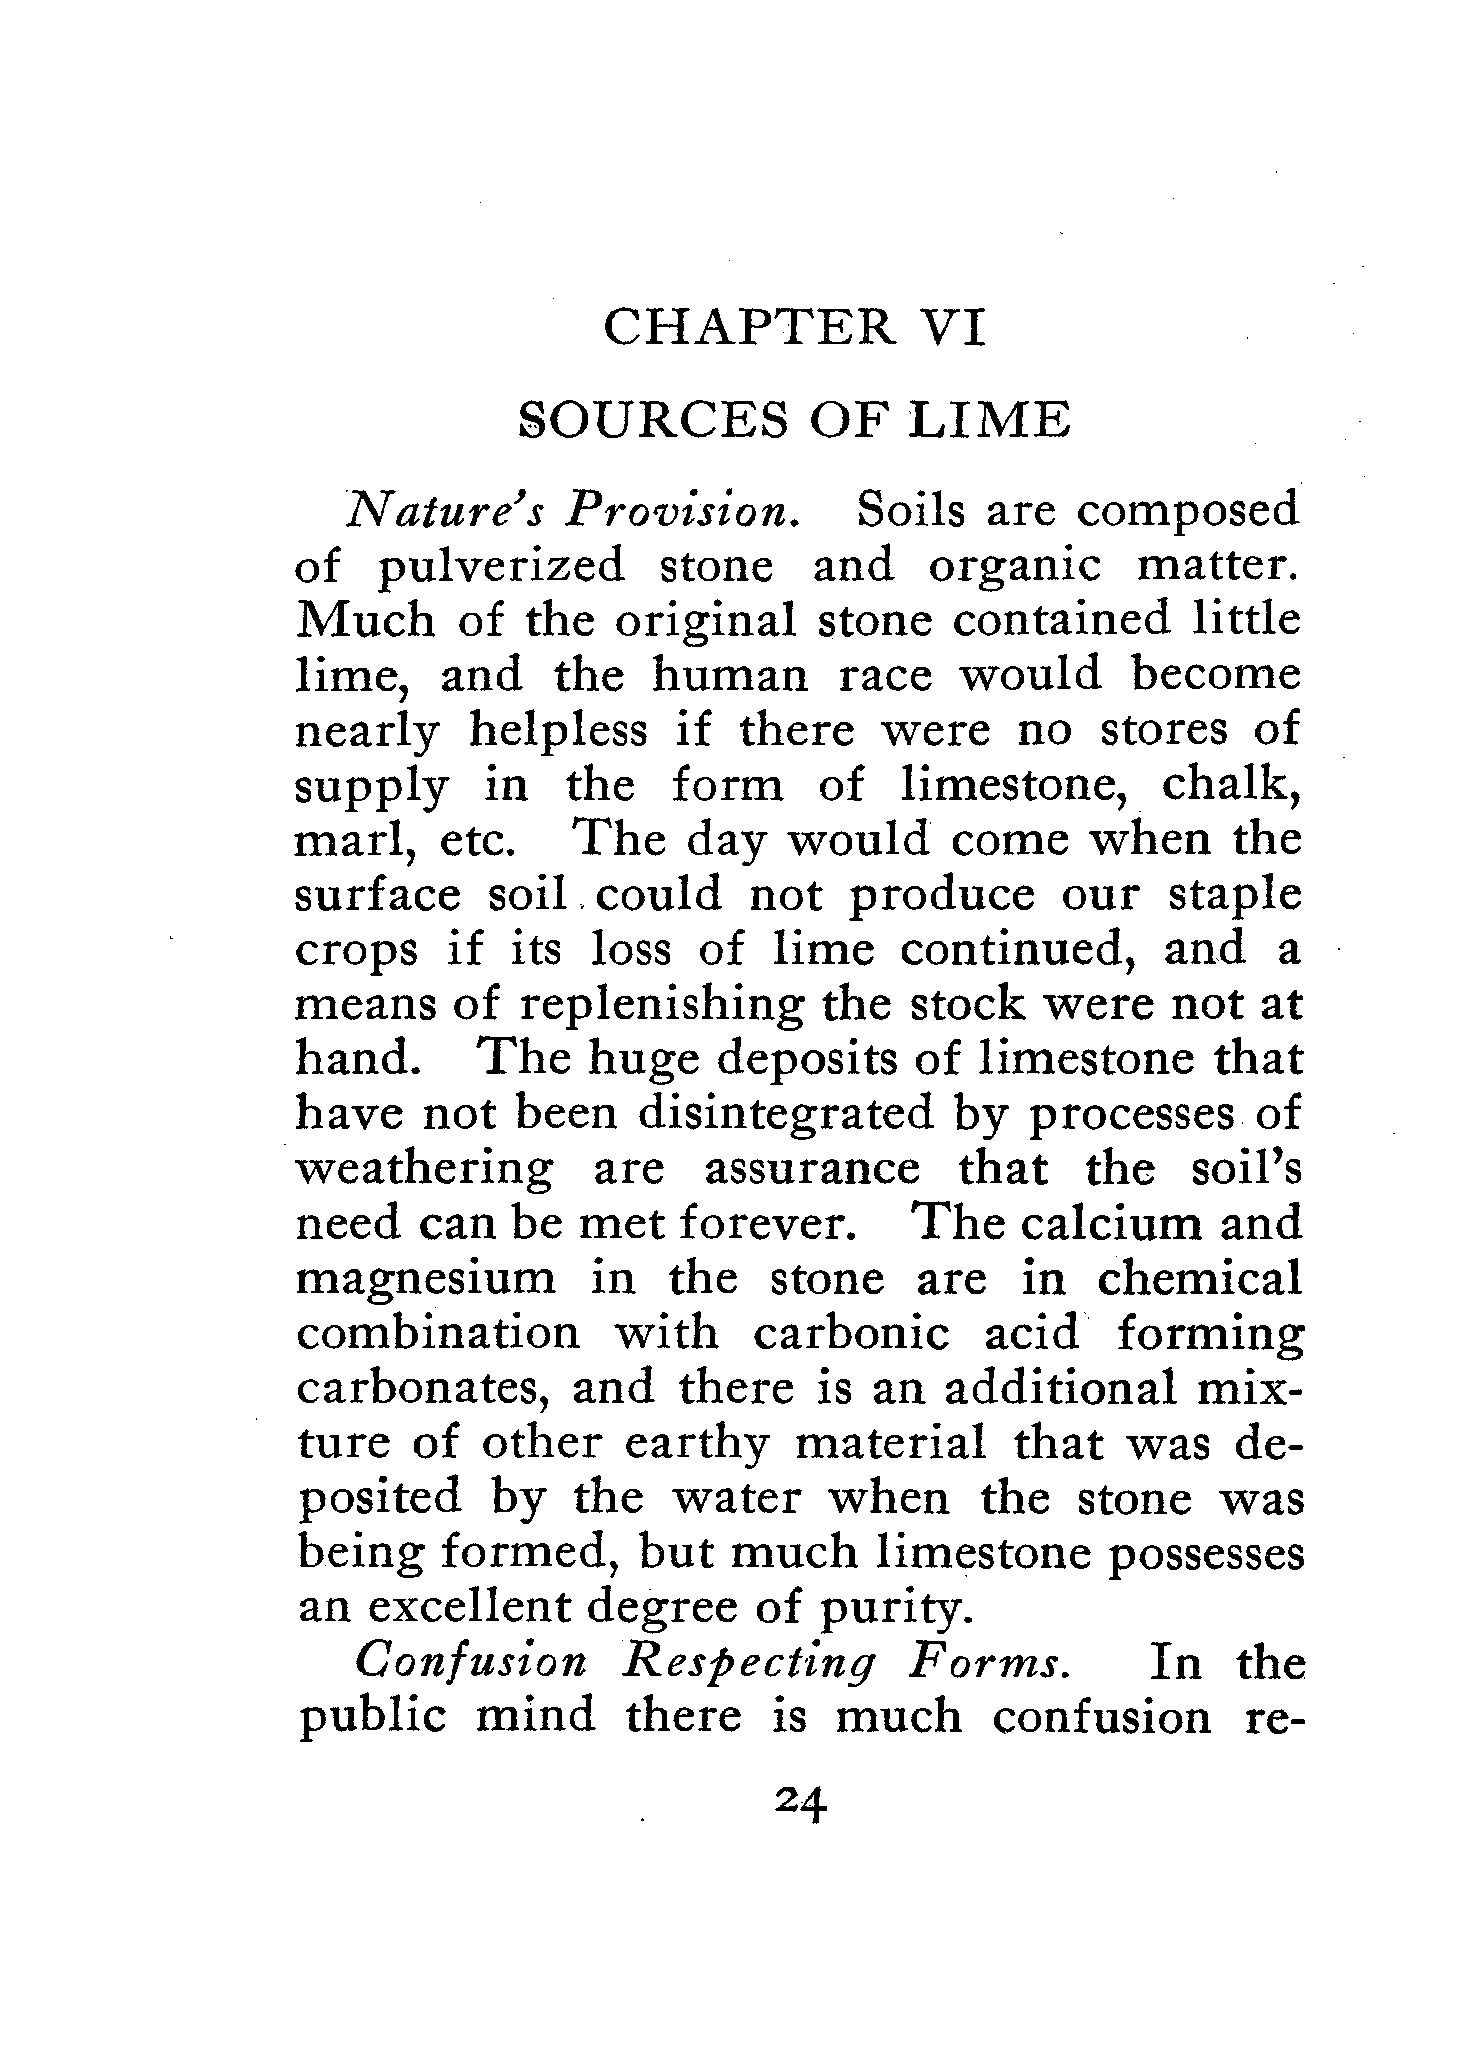 CHAPTER VI
SOURCES OF LIME
Nature's Provision. Soils are composed
of pulverized stone and organic matter.
Much of the original stone contained little
lime, and the human race would become
nearly helpless if there were no stores of
supply in the form of limestone, chalk,
marl, etc. The day would come when the
surface soil could not produce our staple
crops if its loss of lime continued, and a
means of replenishing the stock were not at
hand. The huge deposits of limestone that
have not been disintegrated by processes of
weathering are assurance that the soil's
need can be met forever. The calcium and
magnesium in the stone are in chemical
combination with carbonic acid forming
carbonates, and there is an additional mix-
ture of other earthy material that was de-
posited by the water when the stone was
being formed, but much limestone possesses
an excellent degree of purity.
Confusion Respecting Forms. In the
public mind there is much confusion re-
24